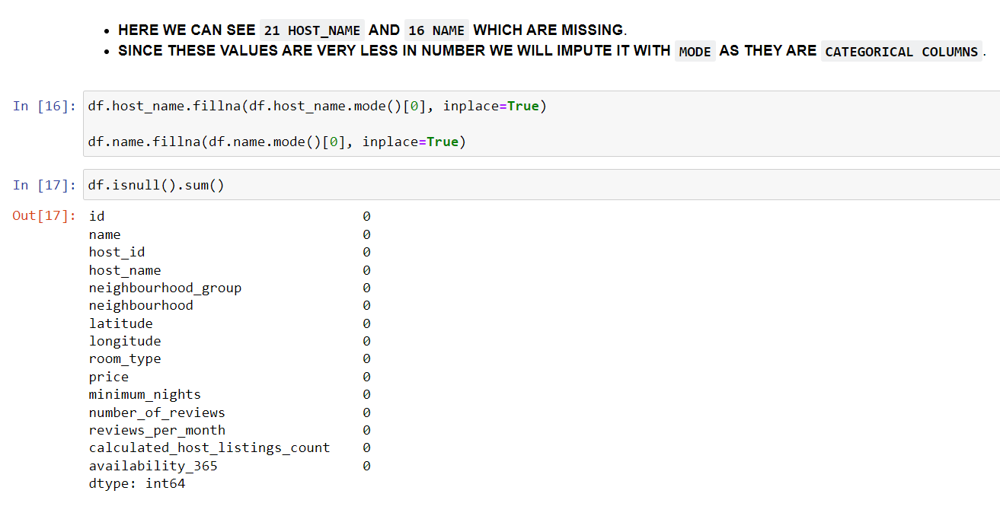 HERE WE CAN SEE 21 HOST_NAME AND 16 NAME WHICH ARE MISSING.
SINCE THESE VALUES ARE VERY LESS IN NUMBER WE WILL IMPUTE IT WITH MODE AS THEY ARE CATEGORICAL COLUMNS.
In [16]: df.host_name.fillna(df.host_name.mode()[0], inplace=True)
df.name.fillna(df.name.mode()[0], inplace=True)
In [17]: df.isnull().sum()
Out[17]: id 0
name 0
host_id 0
host_name 0
neighbourhood_group 0
neighbourhood 0
latitude 0
longitude 0
room_type 0
price 0
minimum_nights 0
number_of_reviews 0
reviews_per_month 0
calculated_host_listings_count 0
availability_365 0
dtype: int64